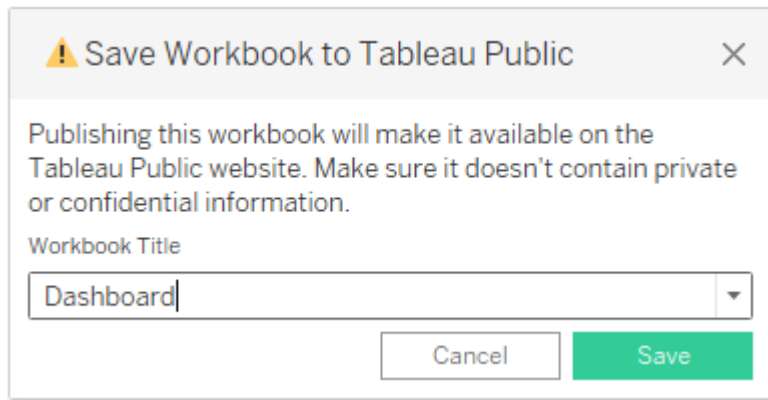 Save Workbook to Tableau Public
Publishing this workbook will make it available on the
Tableau Public website. Make sure it doesn't contain private
or confidential information.
Workbook Title
Dashboard
Cancel
Save